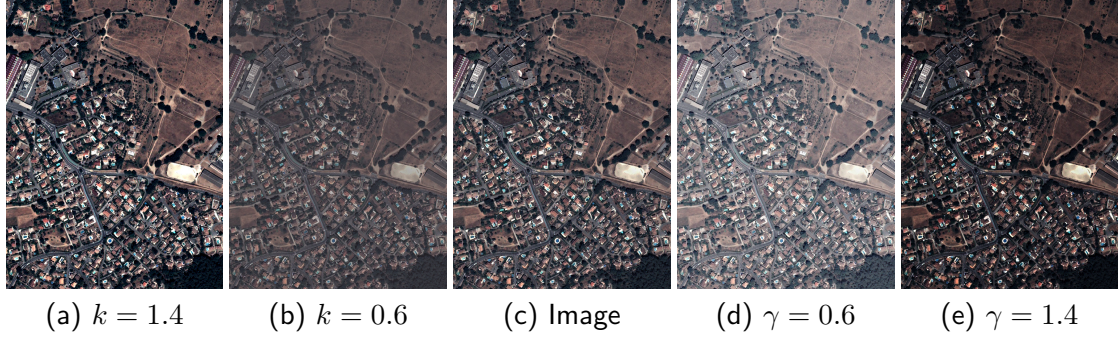 (a) k = 1.4 (b) k = 0.6 (c) Image (d) γ = 0.6 (e) γ = 1.4